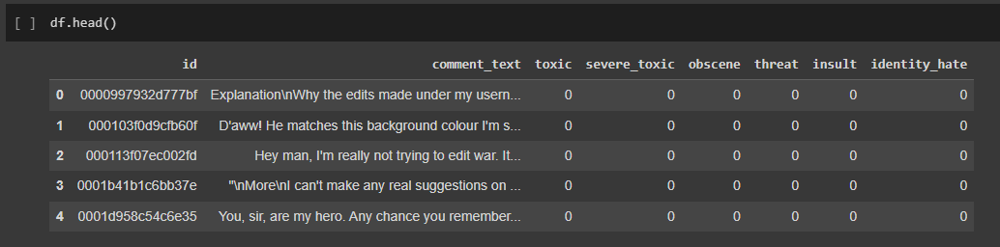 [ ] df.head()
id comment_text toxic severe_toxic obscene threat insult identity_hate
0 0000997932d777bf Explanation\nWhy the edits made under my usern... 0 0 0 0 0 0
1 000103f0d9cfb60f D'aww! He matches this background colour I'm s... 0 0 0 0 0 0
2 000113f07ec002fd Hey man, I'm really not trying to edit war. It... 0 0 0 0 0 0
3 0001b41b1c6bb37e "\nMore\nI can't make any real suggestions on ... 0 0 0 0 0 0
4 0001d958c54c6e35 You, sir, are my hero. Any chance you remember... 0 0 0 0 0 0